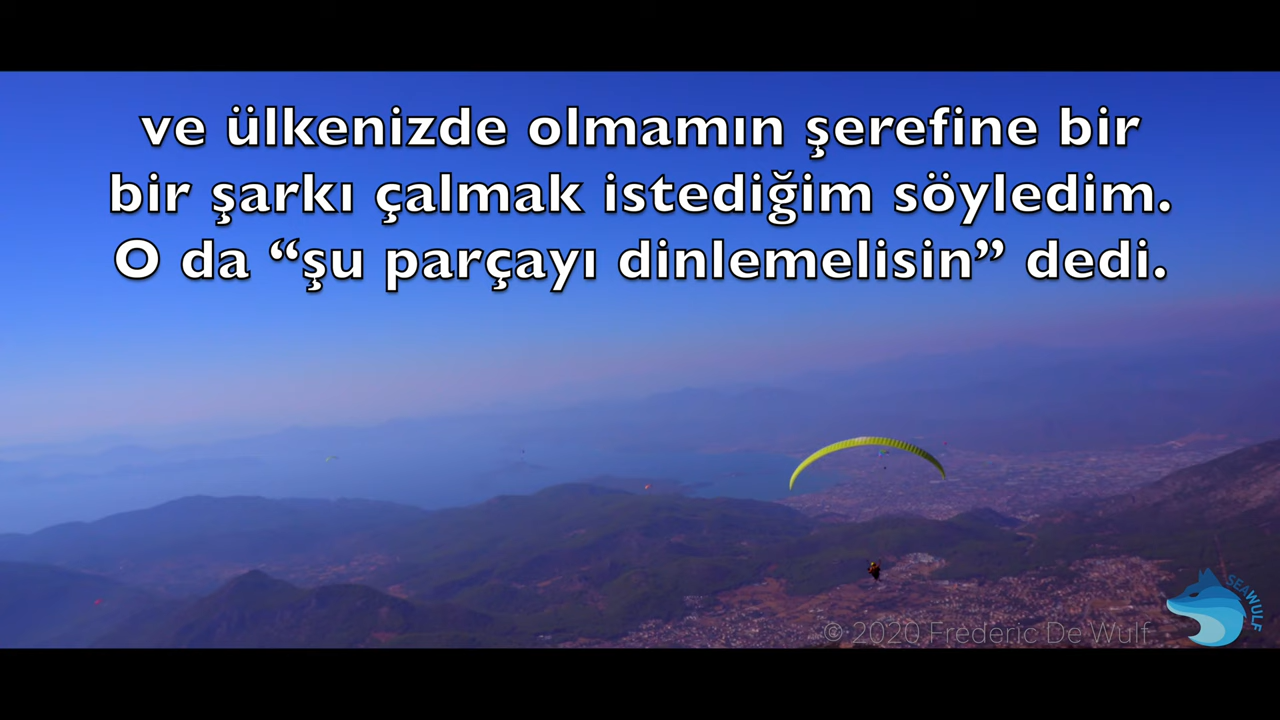 ve ülkenizde olmamın şerefine bir
bir şarkı çalmak istediğim söyledim.
O da “şu parçayı dinlemelisin” dedi.
© 2020 Frederic De Wulf
SEAWULF